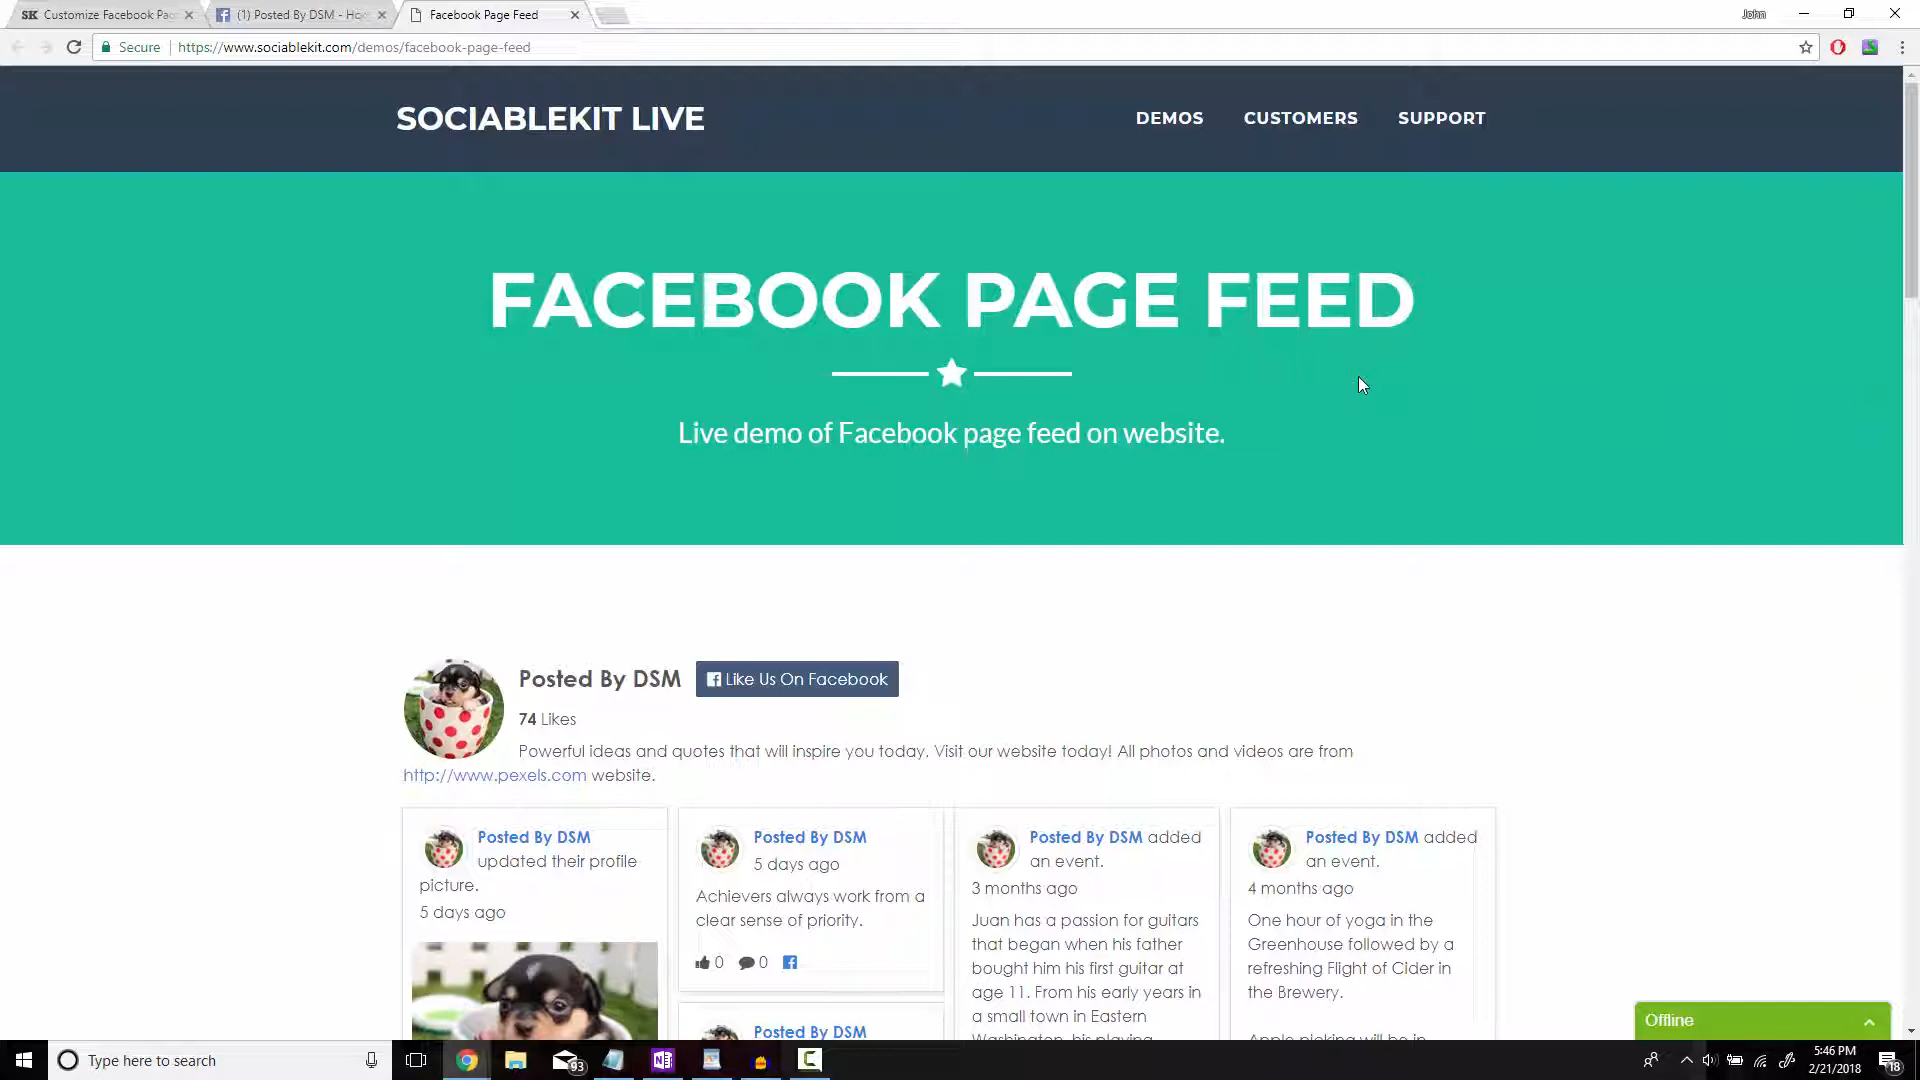 SK Customize Facebook Pa
(1) Posted By DSM - Ho
Facebook Page Feed
John
Secure https://www.sociablekit.com/demos/facebook-page-feed
SOCIABLEKIT LIVE
DEMOS CUSTOMERS SUPPORT
FACEBOOK PAGE FEED
Live demo of Facebook page feed on website.
Posted By DSM
Like Us On Facebook
74 Likes
Powerful ideas and quotes that will inspire you today. Visit our website today! All photos and videos are from
http://www.pexels.com website.
Posted By DSM
updated their profile
picture.
5 days ago
Posted By DSM
5 days ago
Achievers always work from a
clear sense of priority.
0 0
Posted By DSM
Posted By DSM added
an event.
3 months ago
Juan has a passion for guitars
that began when his father
bought him his first guitar at
age 11. From his early years in
a small town in Eastern
Washington, his playing
Posted By DSM added
an event.
4 months ago
One hour of yoga in the
Greenhouse followed by a
refreshing Flight of Cider in
the Brewery.
Apple picking will be in
Offline
Type here to search
93
5:46 PM
2/21/2018
18